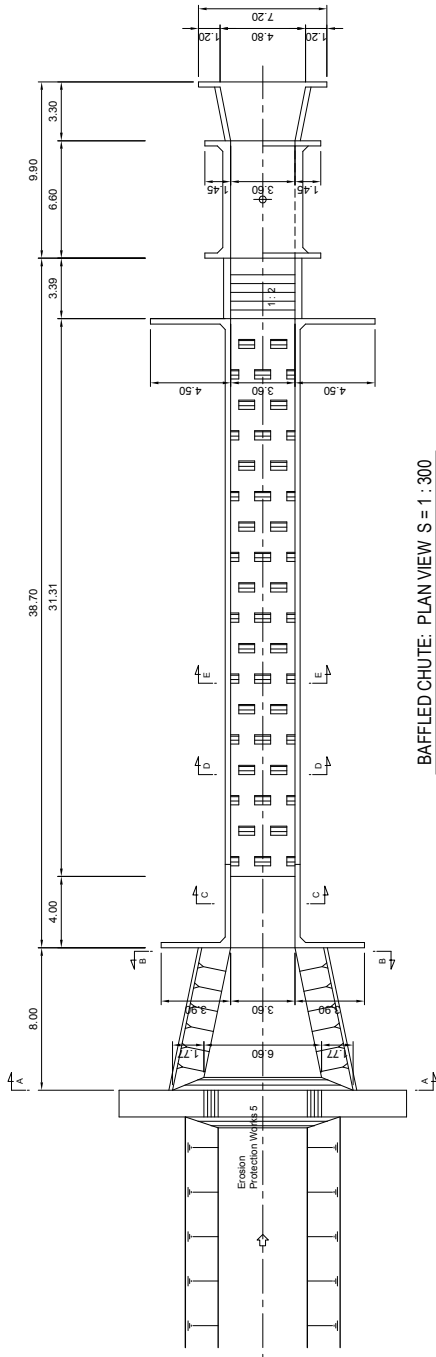 7.20
1.20
4.80
1.20
3.30
9.90
6.60
1.45
3.60
1.45
3.39
1 : 2
4.50
3.60
4.50
38.70
31.31
E
E
D
D
4.00
C
C
B
B
3.90
3.60
3.90
8.00
1.77
6.60
1.77
A
A
Erosion
Protection Works 5
BAFFLED CHUTE: PLAN VIEW S = 1 : 300